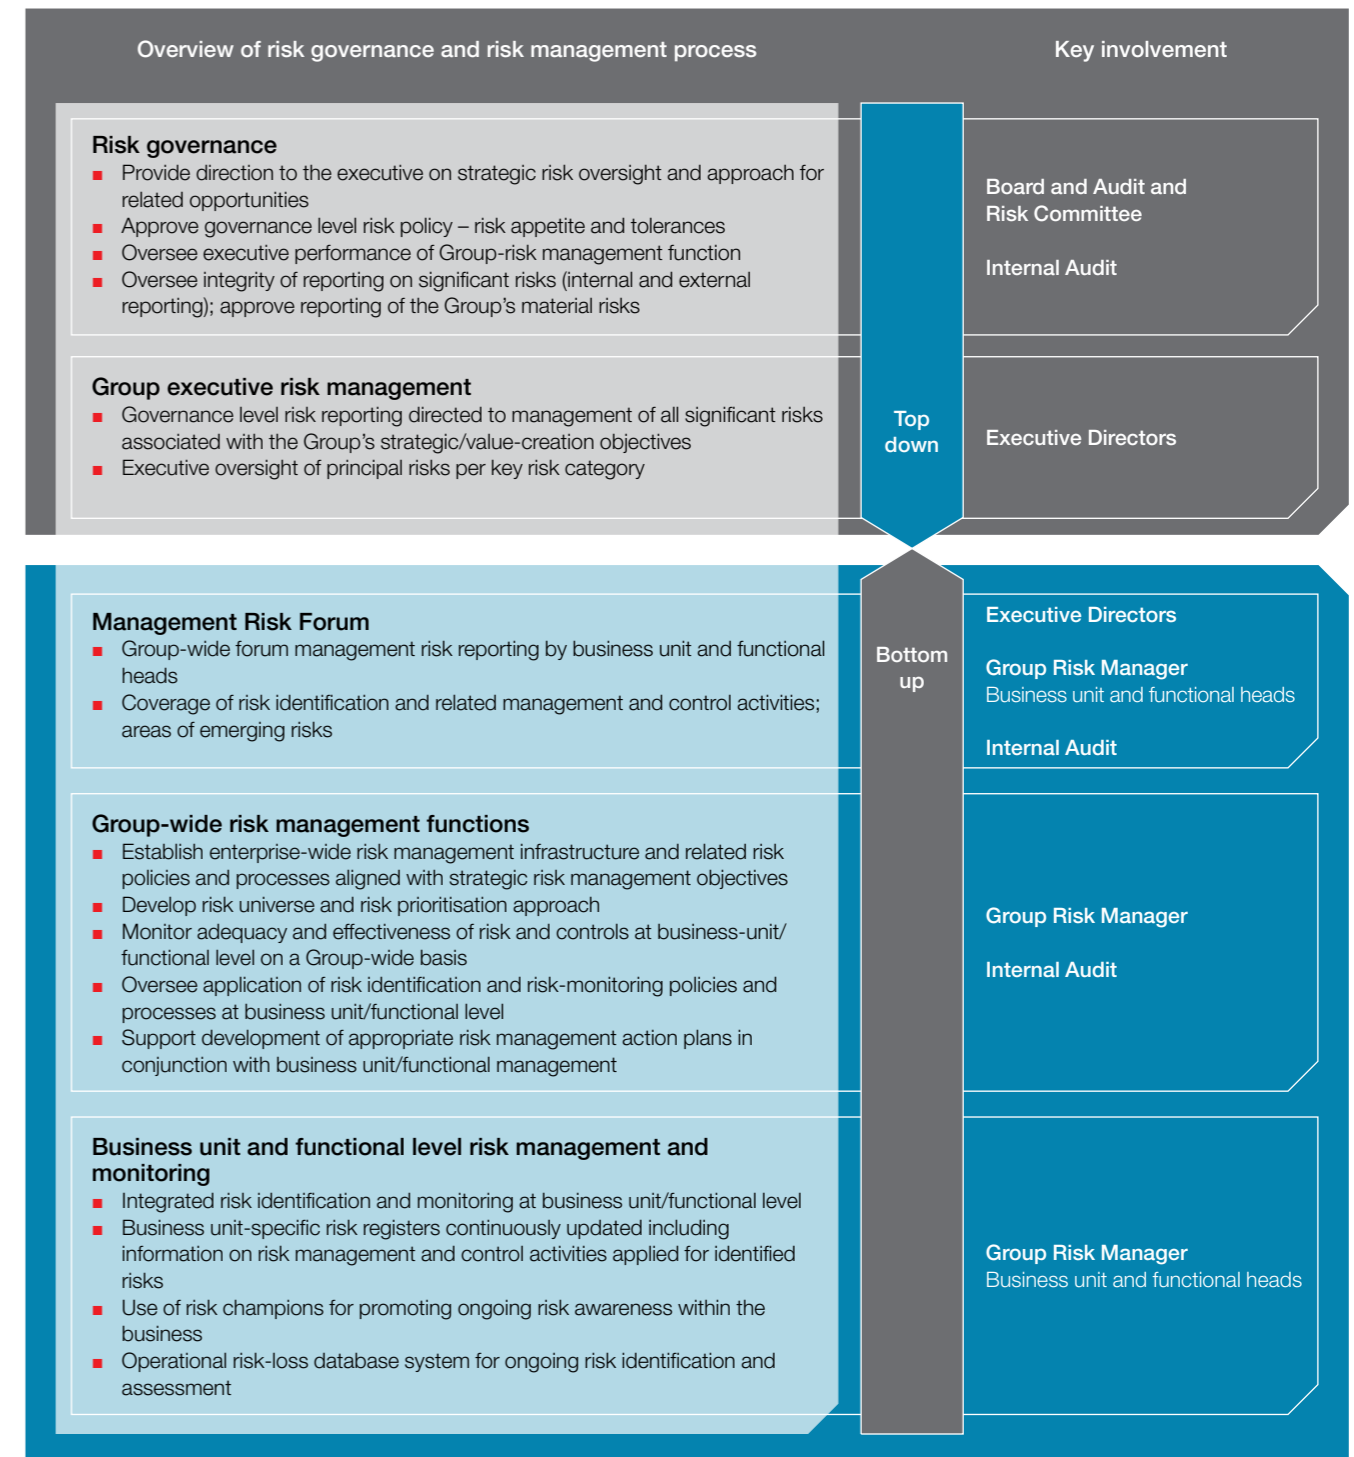 Overview of risk governance and risk management process
Key involvement
Risk governance
■ Provide direction to the executive on strategic risk oversight and approach for
related opportunities
■ Approve governance level risk policy – risk appetite and tolerances
■ Oversee executive performance of Group-risk management function
■ Oversee integrity of reporting on significant risks (internal and external
reporting); approve reporting of the Group’s material risks
Board and Audit and
Risk Committee
Internal Audit
Group executive risk management
■ Governance level risk reporting directed to management of all significant risks
associated with the Group’s strategic/value-creation objectives
■ Executive oversight of principal risks per key risk category
Top
down
Executive Directors
Management Risk Forum
■ Group-wide forum management risk reporting by business unit and functional
heads
■ Coverage of risk identification and related management and control activities;
areas of emerging risks
Bottom
up
Executive Directors
Group Risk Manager
Business unit and functional heads
Internal Audit
Group-wide risk management functions
■ Establish enterprise-wide risk management infrastructure and related risk
policies and processes aligned with strategic risk management objectives
■ Develop risk universe and risk prioritisation approach
■ Monitor adequacy and effectiveness of risk and controls at business-unit/
functional level on a Group-wide basis
■ Oversee application of risk identification and risk-monitoring policies and
processes at business unit/functional level
■ Support development of appropriate risk management action plans in
conjunction with business unit/functional management
Group Risk Manager
Internal Audit
Business unit and functional level risk management and
monitoring
■ Integrated risk identification and monitoring at business unit/functional level
■ Business unit-specific risk registers continuously updated including
information on risk management and control activities applied for identified
risks
■ Use of risk champions for promoting ongoing risk awareness within the
business
■ Operational risk-loss database system for ongoing risk identification and
assessment
Group Risk Manager
Business unit and functional heads